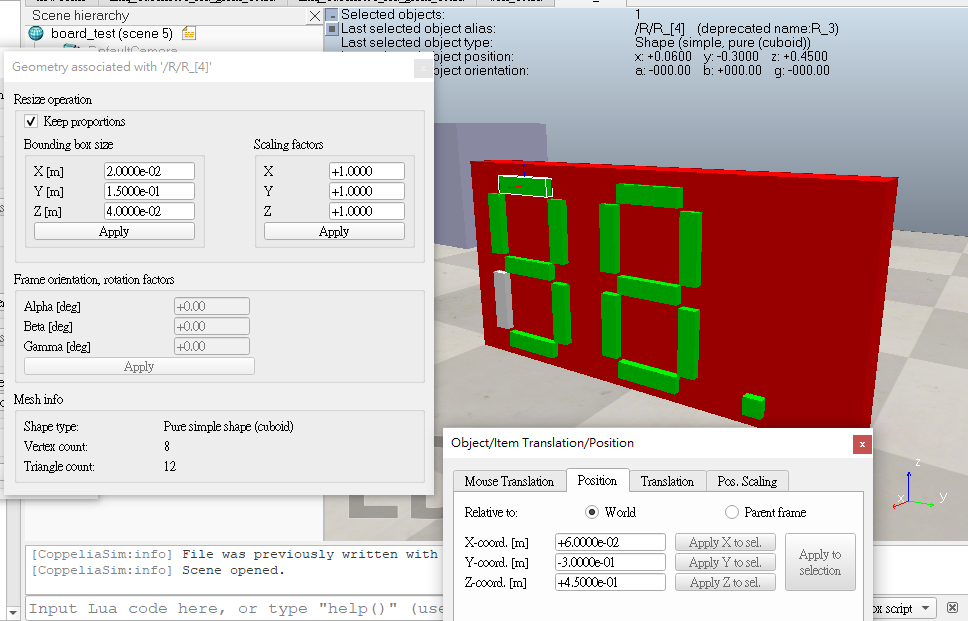 Scene hierarchy
board_test (scene 5)
DefaultCamera
Selected objects: 1
Last selected object alias: /R/R_[4] (deprecated name:R_3)
Last selected object type: Shape (simple, pure (cuboid))
object position: x: +0.0600 y: -0.3000 z: +0.4500
object orientation: a: -000.00 b: +000.00 g: -000.00
Geometry associated with '/R/R_[4]'
Resize operation
Keep proportions
Bounding box size
Scaling factors
X [m] 2.0000e-02
X +1.0000
Y [m] 1.5000e-01
Y +1.0000
Z [m] 4.0000e-02
Z +1.0000
Apply
Apply
Frame orientation, rotation factors
Alpha [deg] +0.00
Beta [deg] +0.00
Gamma [deg] +0.00
Apply
Mesh info
Shape type: Pure simple shape (cuboid)
Vertex count: 8
Triangle count: 12
Object/Item Translation/Position
Mouse Translation Position Translation Pos. Scaling
Relative to: World Parent frame
X-coord. [m] +6.0000e-02 Apply X to sel.
Y-coord. [m] -3.0000e-01 Apply Y to sel.
Z-coord. [m] +4.5000e-01 Apply Z to sel.
Apply to
selection
x y z
[CoppeliaSim:info] File was previously written with
[CoppeliaSim:info] Scene opened.
Input Lua code here, or type "help()" (use
ox script